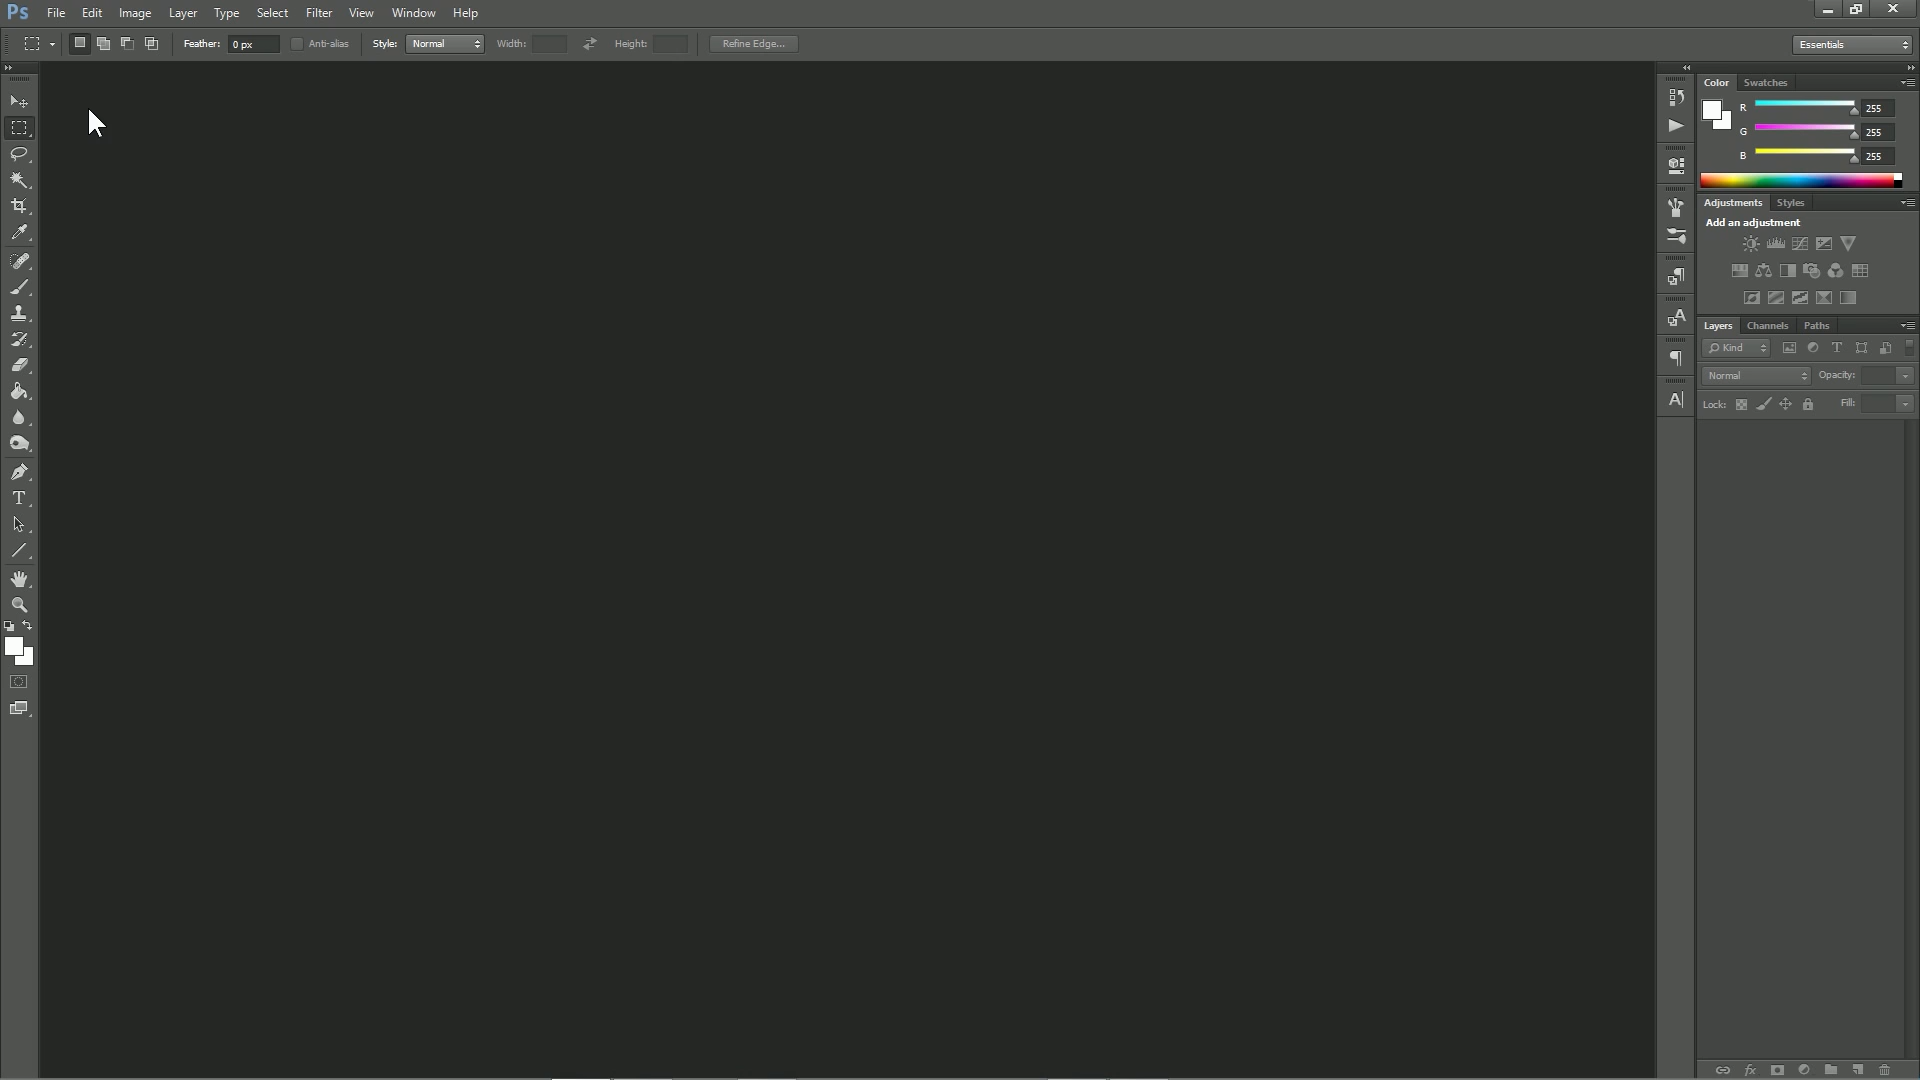 Ps File Edit Image Layer Type Select Filter View Window Help
Feather: 0 px Anti-alias Style: Normal Width: Height: Refine Edge... Essentials
Color Swatches
R 255
G 255
B 255
Adjustments Styles
Add an adjustment
Layers Channels Paths
Kind
Normal Opacity:
Lock: Fill: